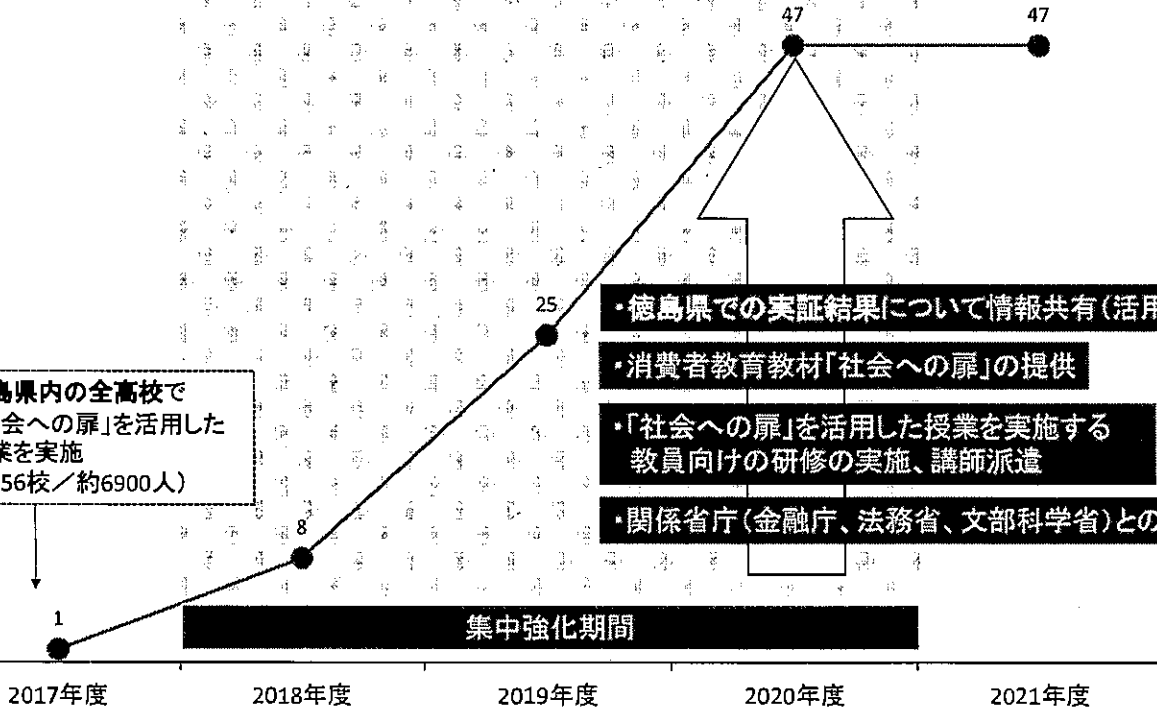 47
47
25
・徳島県での実証結果について情報共有(活用
・消費者教育教材「社会への扉」の提供
・「社会への扉」を活用した授業を実施する
教員向けの研修の実施、講師派遣
・関係省庁(金融庁、法務省、文部科学省)との
島県内の全高校で
会への扉」を活用した
業を実施
56校／約6900人)
8
1
集中強化期間
2017年度
2018年度
2019年度
2020年度
2021年度